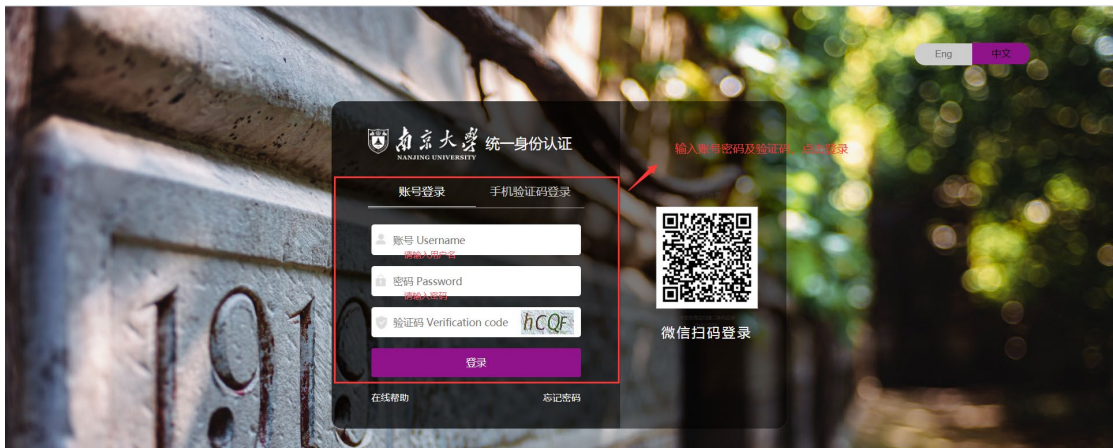 Eng 中文
南京大学 统一身份认证
NANJING UNIVERSITY
输入账号密码及验证码，点击登录
账号登录 手机验证码登录
账号 Username
请输入用户名
密码 Password
请输入密码
验证码 Verification code hCQF
登录
在线帮助 忘记密码
微信扫码登录
1919